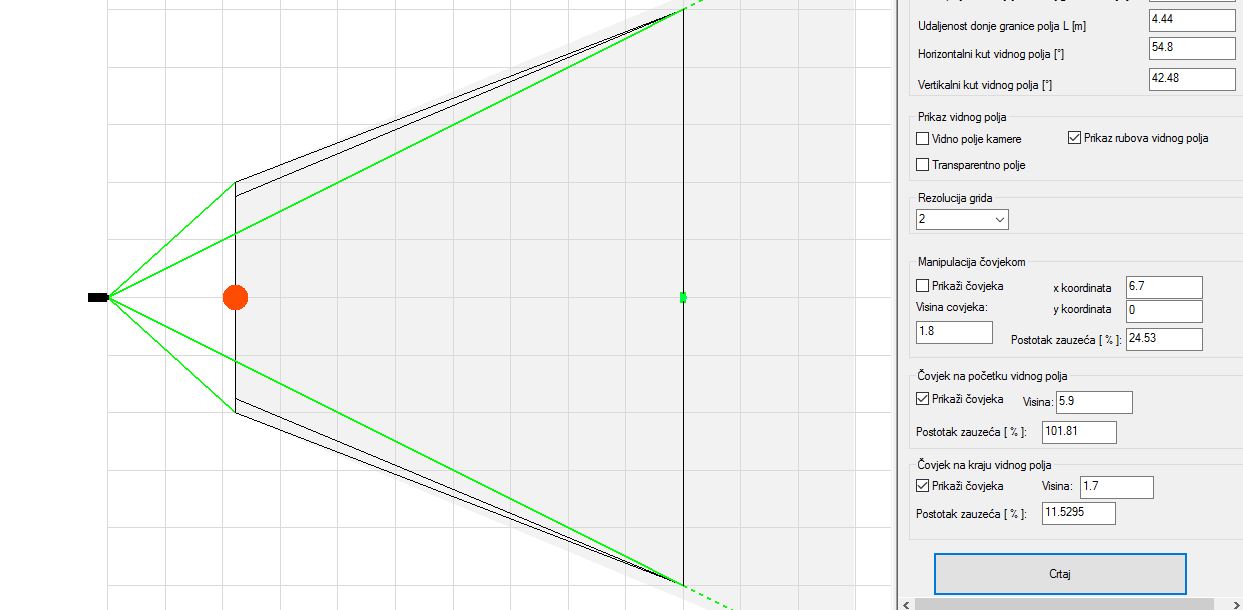 Udaljenost donje granice polja L [m]
4.44
Horizontalni kut vidnog polja [°]
54.8
Vertikalni kut vidnog polja [°]
42.48
Prikaz vidnog polja
Vidno polje kamere
Prikaz rubova vidnog polja
Transparentno polje
Rezolucija grida
2
Manipulacija čovjekom
Prikaži čovjeka
x koordinata
6.7
Visina covjeka:
y koordinata
0
1.8
Postotak zauzeća [ % ]:
24.53
Čovjek na početku vidnog polja
Prikaži čovjeka
Visina:
5.9
Postotak zauzeća [ % ]:
101.81
Čovjek na kraju vidnog polja
Prikaži čovjeka
Visina:
1.7
Postotak zauzeća [ % ]:
11.5295
Crtaj